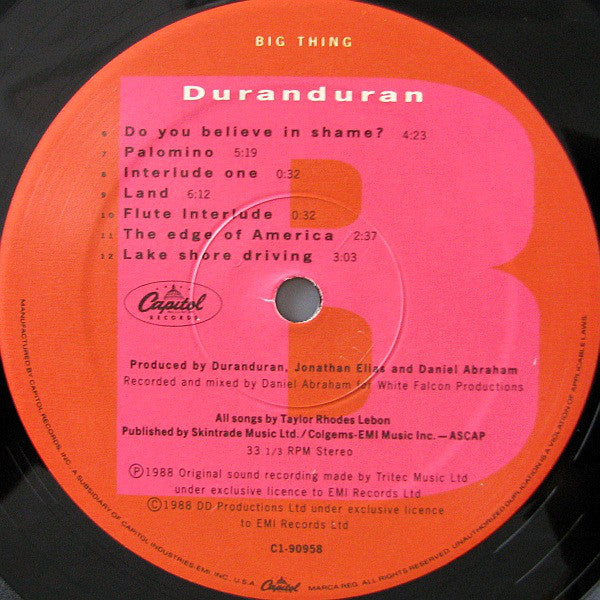 BIG THING
Duranduran
6 Do you believe in shame? 4:23
7 Palomino 5:19
8 Interlude one 0:32
9 Land 6:12
10 Flute Interlude 0:32
11 The edge of America 2:37
12 Lake shore driving 3:03
Capitol
RECORDS
Produced by Duranduran, Jonathan Elias and Daniel Abraham
Recorded and mixed by Daniel Abraham for White Falcon Productions
All songs by Taylor Rhodes Lebon
Published by Skintrade Music Ltd./Colgems-EMI Music Inc.—ASCAP
33 1/3 RPM Stereo
Ⓟ1988 Original sound recording made by Tritec Music Ltd
under exclusive licence to EMI Records Ltd
©1988 DD Productions Ltd under exclusive licence
to EMI Records Ltd
C1-90958
MANUFACTURED BY CAPITOL RECORDS, INC., A SUBSIDIARY OF CAPITOL INDUSTRIES-EMI, INC., U.S.A. Capitol MARCA REG. ALL RIGHTS RESERVED. UNAUTHORIZED DUPLICATION IS A VIOLATION OF APPLICABLE LAWS.